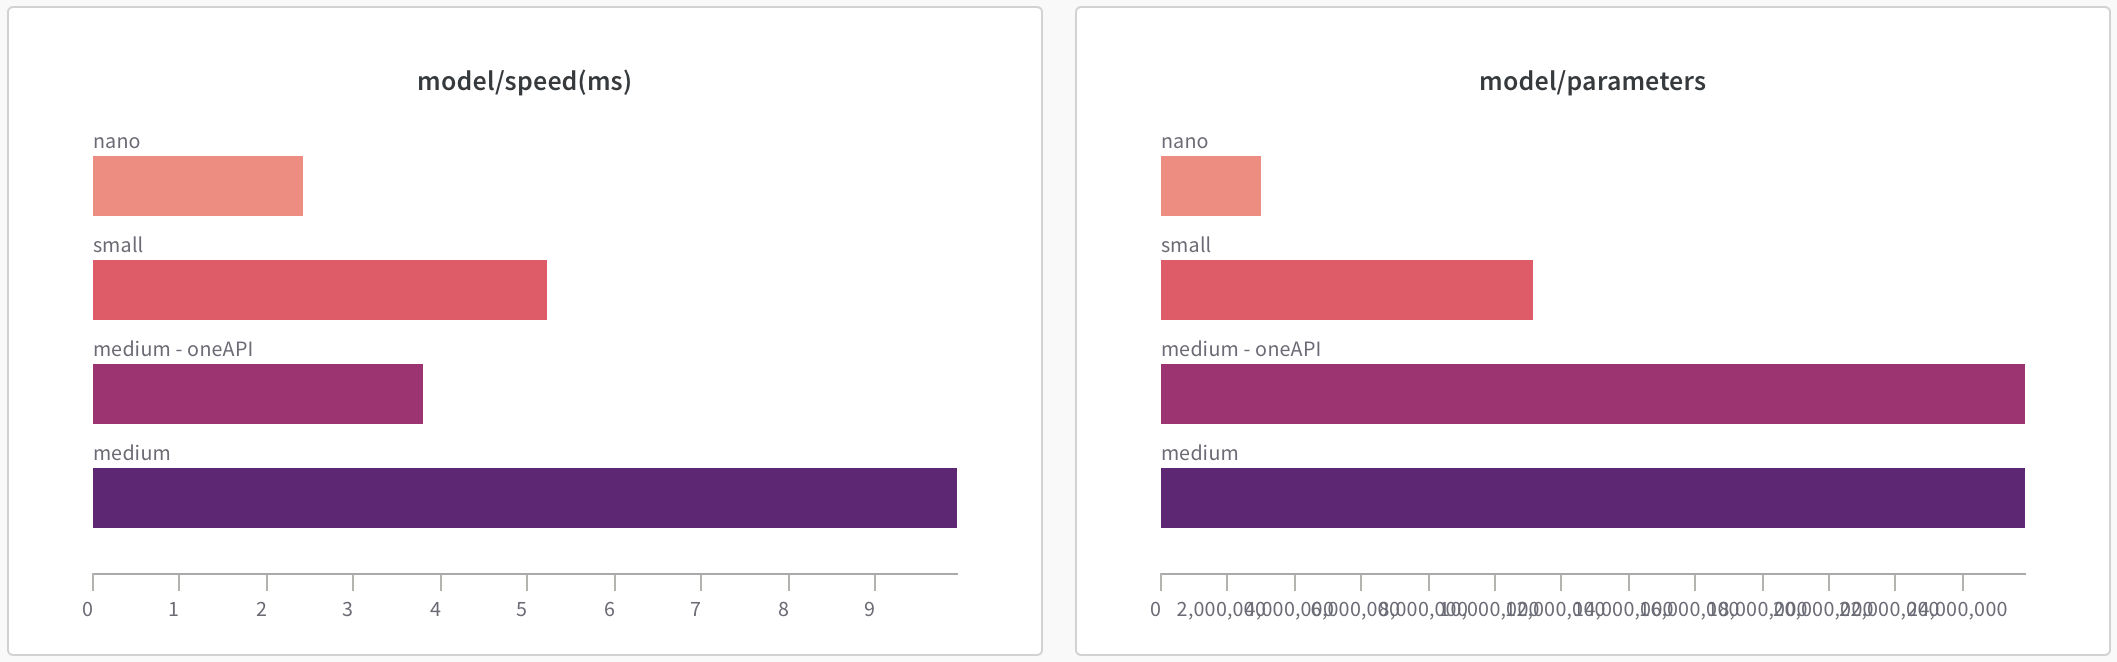 model/speed(ms)
nano
small
medium - oneAPI
medium
0 1 2 3 4 5 6 7 8 9
model/parameters
nano
small
medium - oneAPI
medium
0 2,000,000 4,000,000 6,000,000 8,000,000 10,000,000 12,000,000 14,000,000 16,000,000 18,000,000 20,000,000 22,000,000 24,000,000